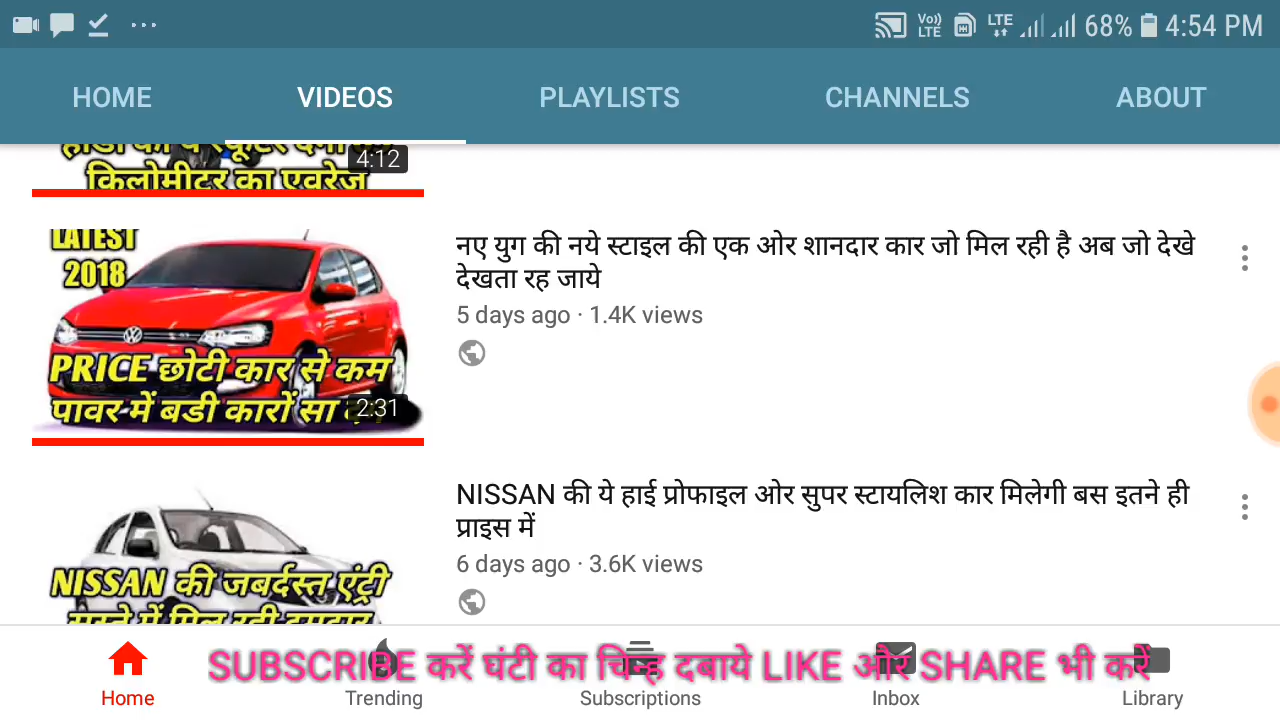 VoLTE LTE 68% 4:54 PM
HOME VIDEOS PLAYLISTS CHANNELS ABOUT
4:12
किलोमीटर का एवरेज
LATEST
2018
PRICE छोटी कार से कम
पावर में बडी कारों सा
2:31
नए युग की नये स्टाइल की एक ओर शानदार कार जो मिल रही है अब जो देखे
देखता रह जाये
5 days ago · 1.4K views
NISSAN की जबर्दस्त एंट्री
NISSAN की ये हाई प्रोफाइल ओर सुपर स्टायलिश कार मिलेगी बस इतने ही
प्राइस में
6 days ago · 3.6K views
SUBSCRIBE करें घंटी का चिन्ह दबाये LIKE और SHARE भी करें
Home Trending Subscriptions Inbox Library